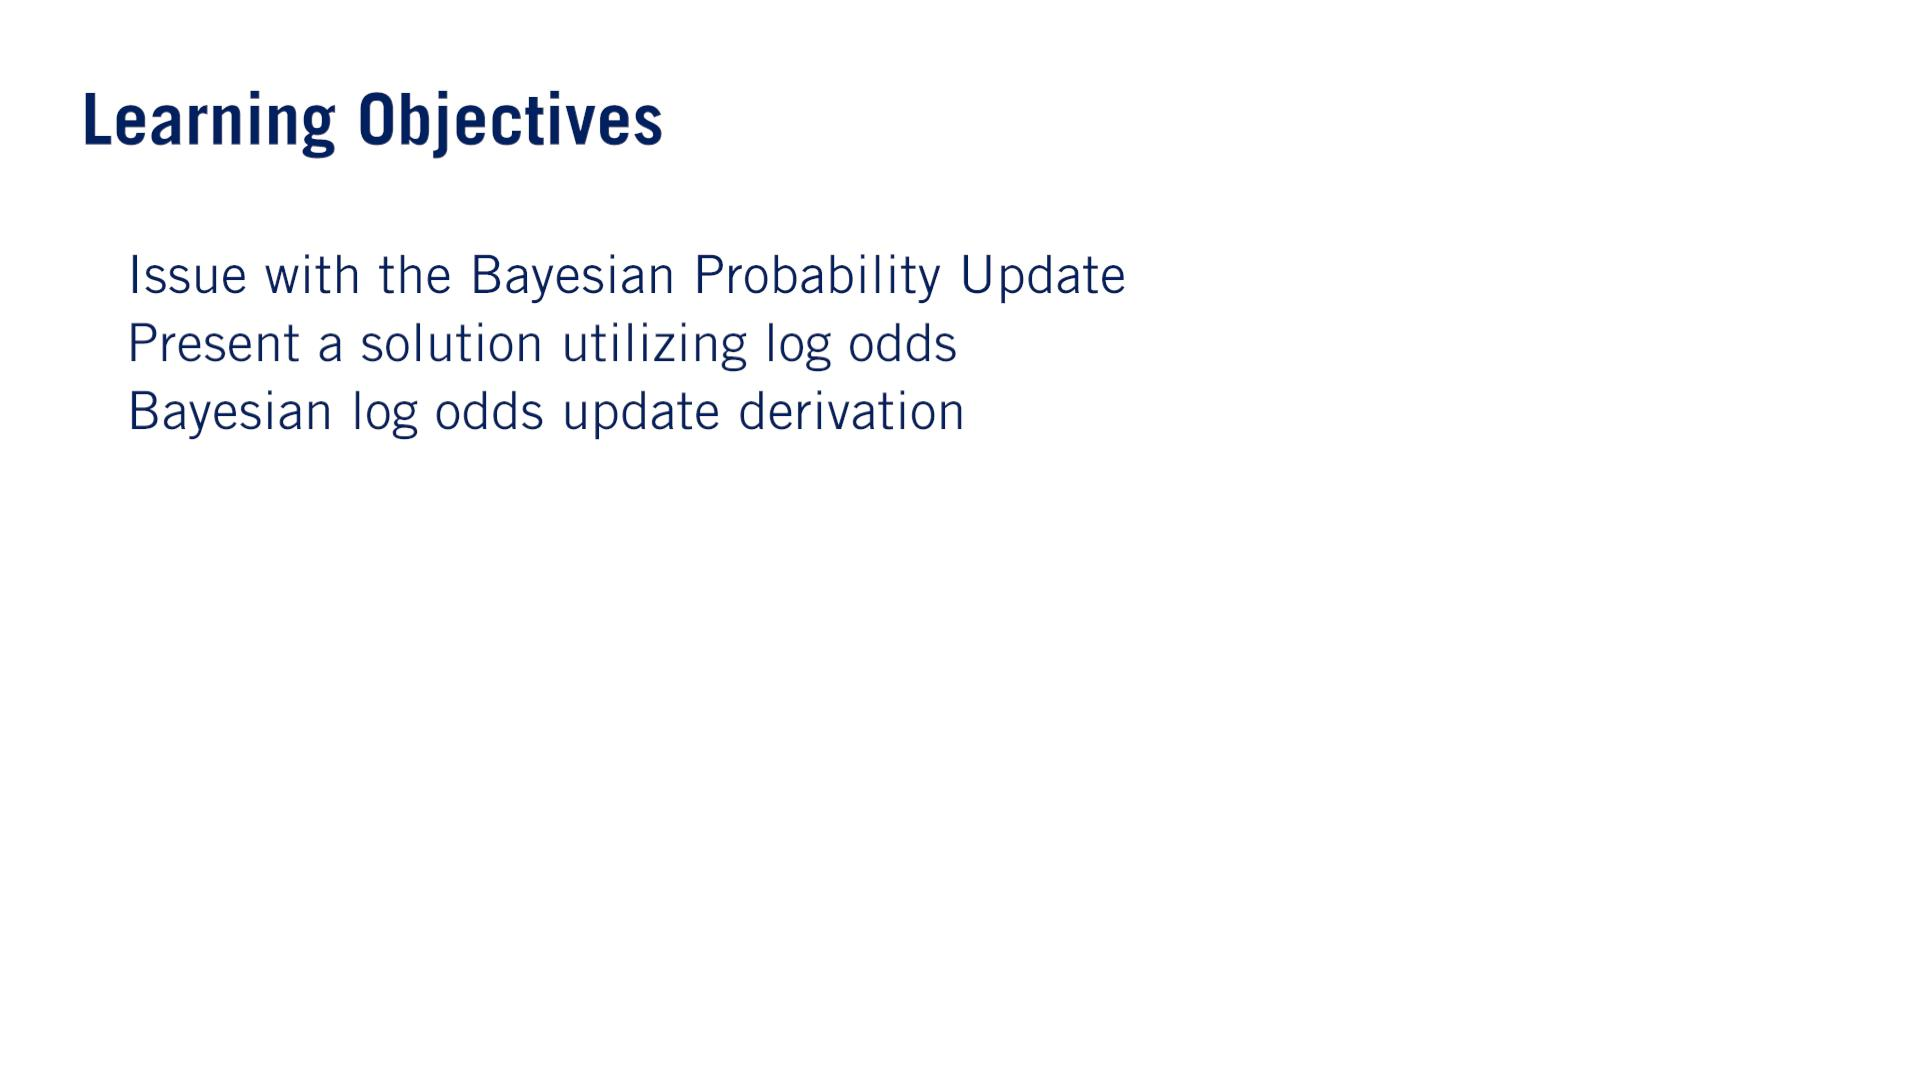 Learning Objectives
Issue with the Bayesian Probability Update
Present a solution utilizing log odds
Bayesian log odds update derivation